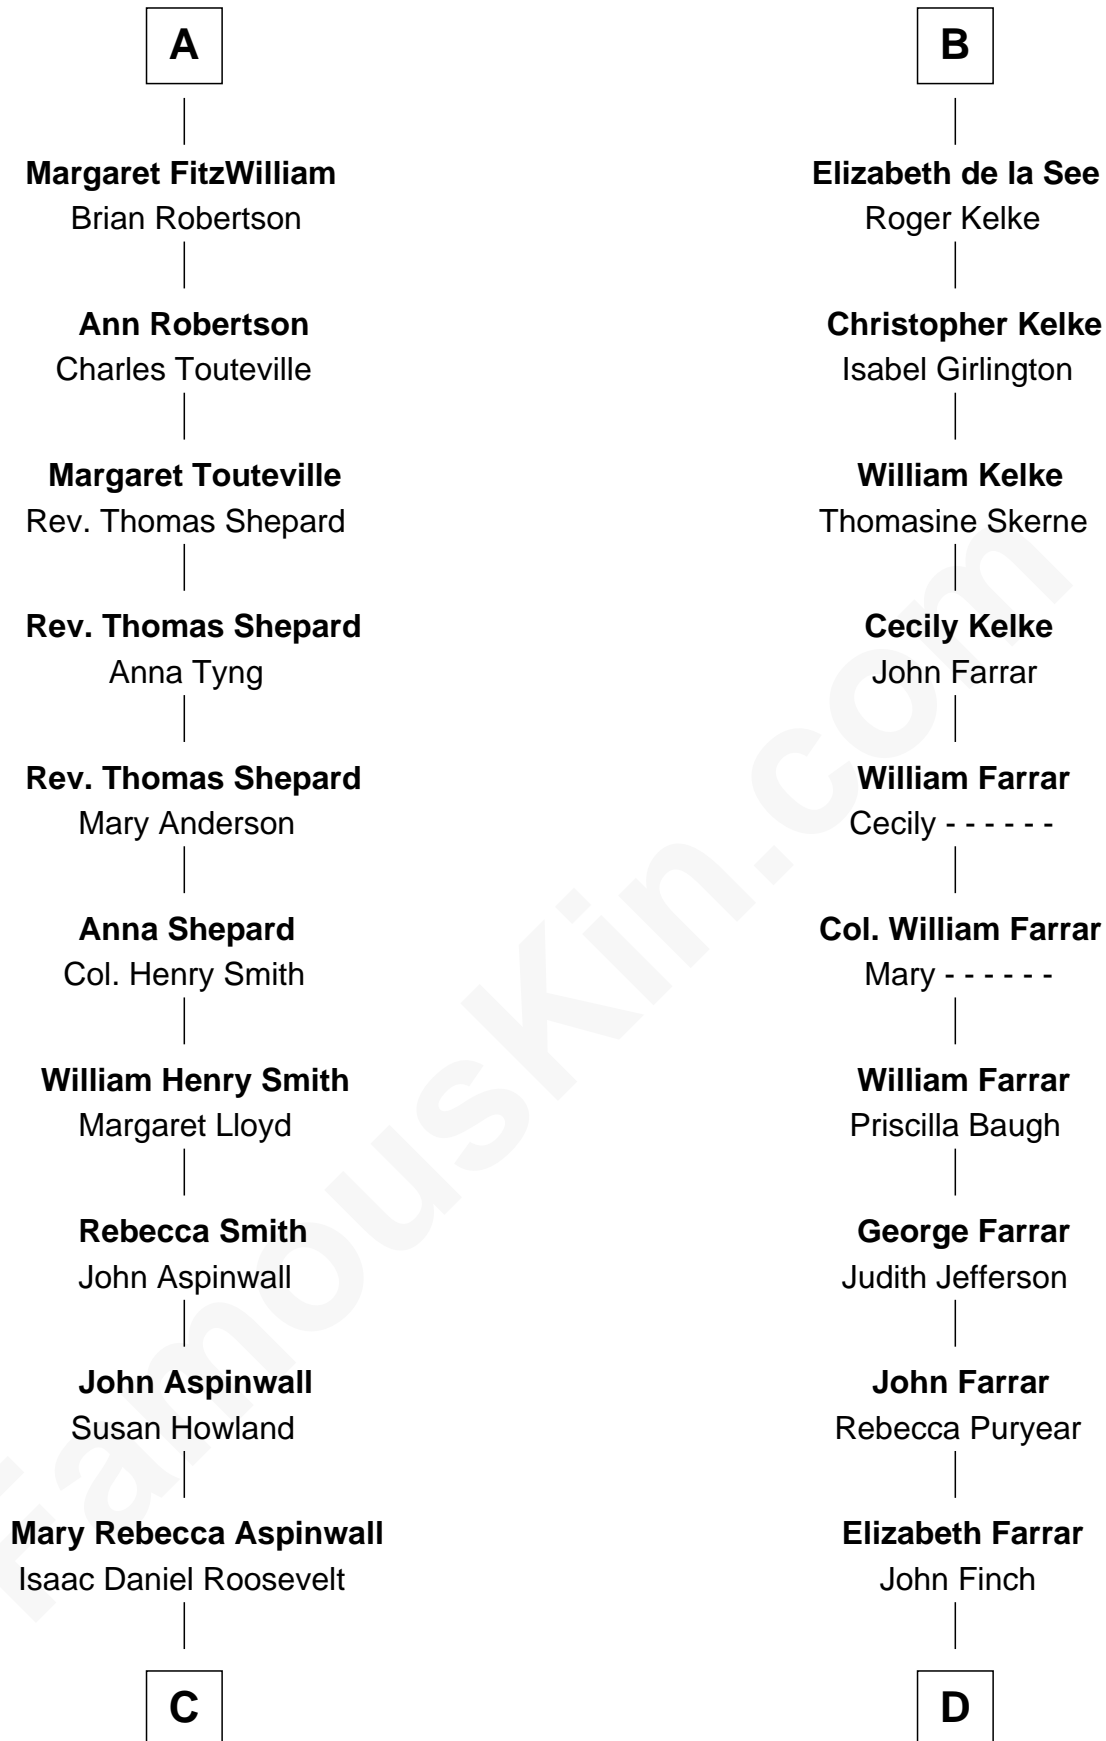 A
Margaret FitzWilliam
Brian Robertson
Ann Robertson
Charles Touteville
Margaret Touteville
Rev. Thomas Shepard
Rev. Thomas Shepard
Anna Tyng
Rev. Thomas Shepard
Mary Anderson
Anna Shepard
Col. Henry Smith
William Henry Smith
Margaret Lloyd
Rebecca Smith
John Aspinwall
John Aspinwall
Susan Howland
Mary Rebecca Aspinwall
Isaac Daniel Roosevelt
C
B
Elizabeth de la See
Roger Kelke
Christopher Kelke
Isabel Girlington
William Kelke
Thomasine Skerne
Cecily Kelke
John Farrar
William Farrar
Cecily - - - - - -
Col. William Farrar
Mary - - - - - -
William Farrar
Priscilla Baugh
George Farrar
Judith Jefferson
John Farrar
Rebecca Puryear
Elizabeth Farrar
John Finch
D
FamousKin.com